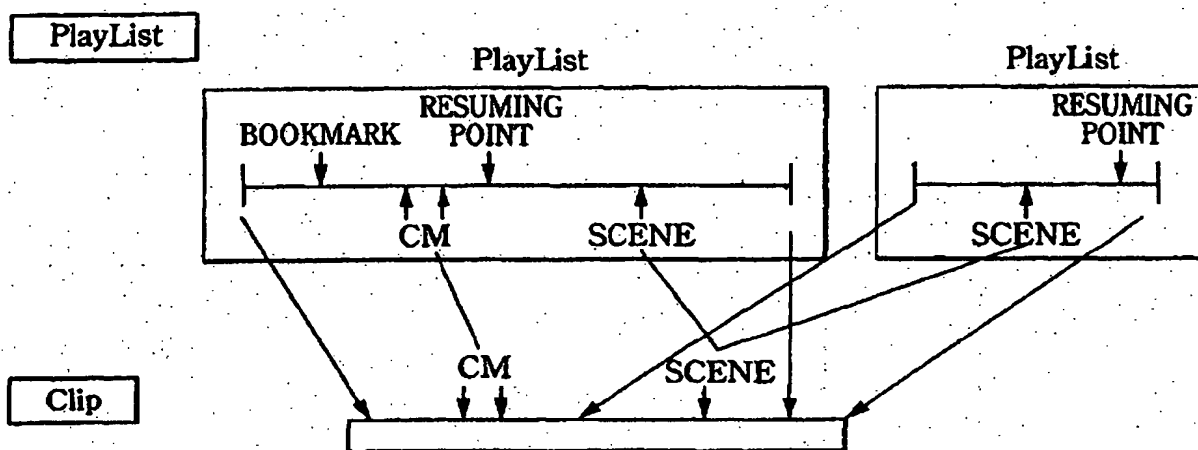 PlayList
PlayList
PlayList
BOOKMARK
RESUMING
POINT
RESUMING
POINT
CM
SCENE
SCENE
CM
SCENE
Clip